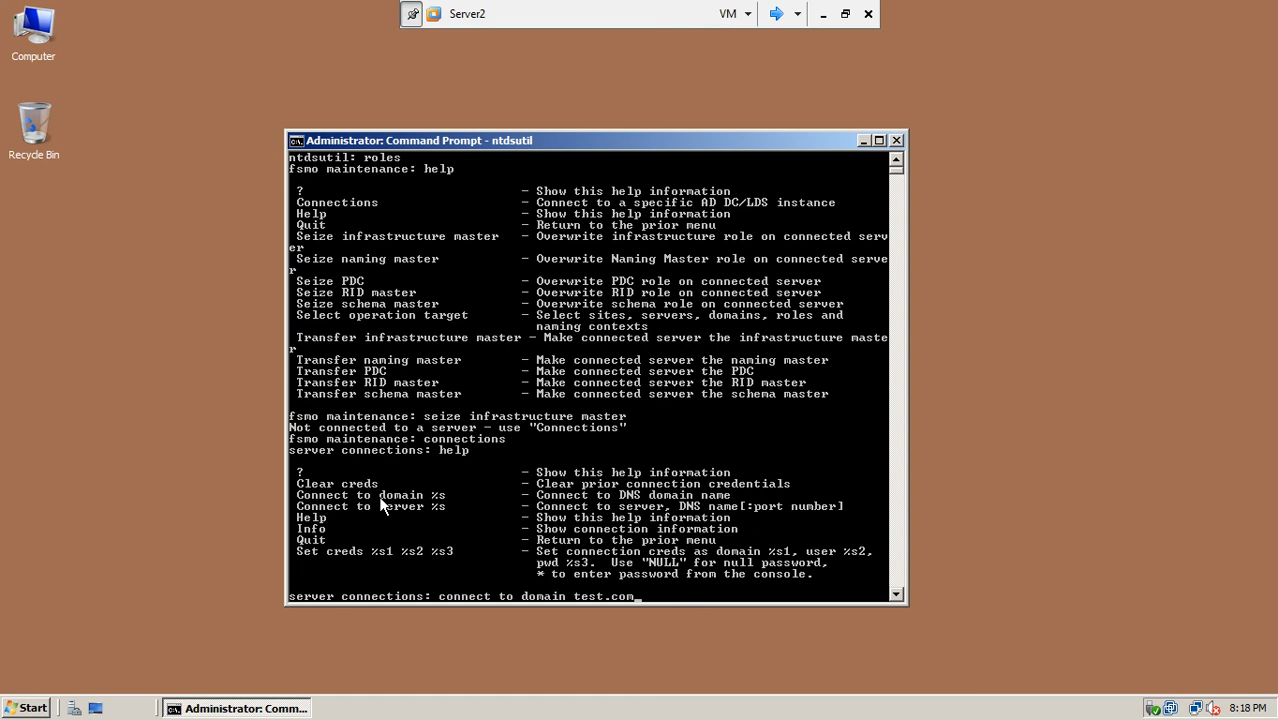 Server2
VM
Computer
Recycle Bin
Administrator: Command Prompt - ntdsutil
ntdsutil: roles
fsmo maintenance: help
? - Show this help information
Connections - Connect to a specific AD DC/LDS instance
Help - Show this help information
Quit - Return to the prior menu
Seize infrastructure master - Overwrite infrastructure role on connected serv
er
Seize naming master - Overwrite Naming Master role on connected serve
r
Seize PDC - Overwrite PDC role on connected server
Seize RID master - Overwrite RID role on connected server
Seize schema master - Overwrite schema role on connected server
Select operation target - Select sites, servers, domains, roles and
naming contexts
Transfer infrastructure master - Make connected server the infrastructure maste
r
Transfer naming master - Make connected server the naming master
Transfer PDC - Make connected server the PDC
Transfer RID master - Make connected server the RID master
Transfer schema master - Make connected server the schema master
fsmo maintenance: seize infrastructure master
Not connected to a server - use "Connections"
fsmo maintenance: connections
server connections: help
? - Show this help information
Clear creds - Clear prior connection credentials
Connect to domain %s - Connect to DNS domain name
Connect to server %s - Connect to server, DNS name[:port number]
Help - Show this help information
Info - Show connection information
Quit - Return to the prior menu
Set creds %s1 %s2 %s3 - Set connection creds as domain %s1, user %s2,
pwd %s3. Use "NULL" for null password,
* to enter password from the console.
server connections: connect to domain test.com_
Start
Administrator: Comm...
8:18 PM